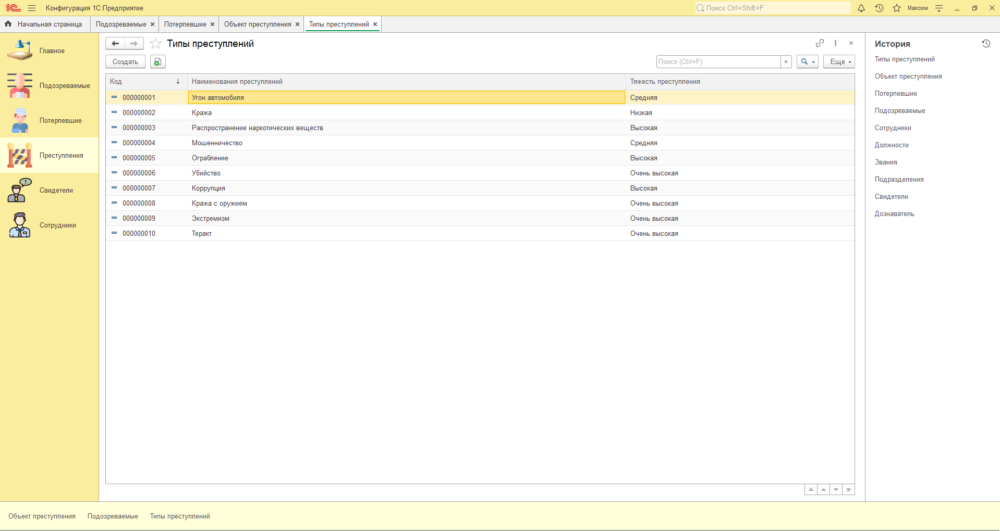 1С Конфигурация 1С:Предприятие Поиск Ctrl+Shift+F Максим
Начальная страница Подозреваемые × Потерпевшие × Объект преступления × Типы преступлений ×
Главное
Подозреваемые
Потерпевшие
Преступления
Свидетели
Сотрудники
Типы преступлений
Создать Поиск (Ctrl+F) × Еще
Код ↓ Наименования преступлений Тяжесть преступления
000000001 Угон автомобиля Средняя
000000002 Кража Низкая
000000003 Распространение наркотических веществ Высокая
000000004 Мошенничество Средняя
000000005 Ограбление Высокая
000000006 Убийство Очень высокая
000000007 Коррупция Высокая
000000008 Кража с оружием Очень высокая
000000009 Экстремизм Очень высокая
000000010 Теракт Очень высокая
История
Типы преступлений
Объект преступления
Потерпевшие
Подозреваемые
Сотрудники
Должности
Звания
Подразделения
Свидетели
Дознаватель
Объект преступления Подозреваемые Типы преступлений